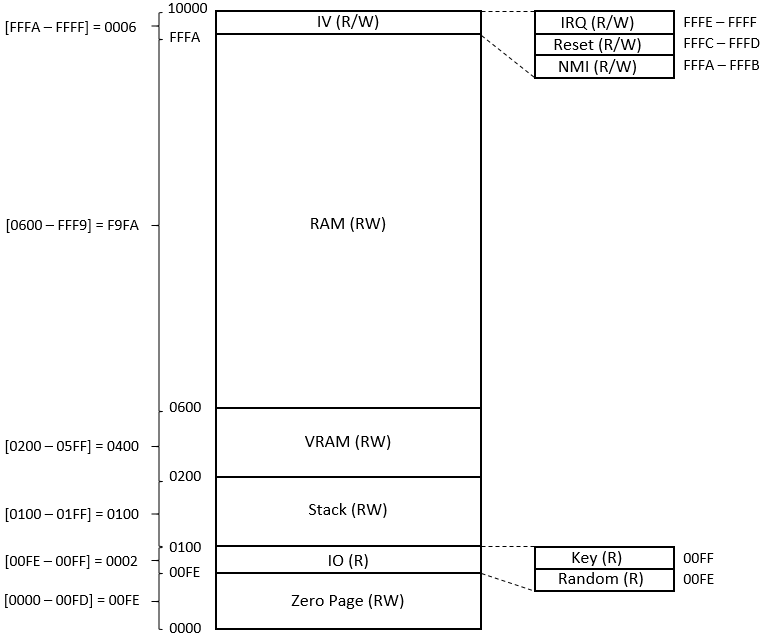 10000
IV (R/W)
IRQ (R/W)
FFFE – FFFF
[FFFA – FFFF] = 0006
FFFA
Reset (R/W)
FFFC – FFFD
NMI (R/W)
FFFA – FFFB
[0600 – FFF9] = F9FA
RAM (RW)
0600
[0200 – 05FF] = 0400
VRAM (RW)
0200
[0100 – 01FF] = 0100
Stack (RW)
0100
[00FE – 00FF] = 0002
IO (R)
Key (R)
00FF
00FE
Random (R)
00FE
[0000 – 00FD] = 00FE
Zero Page (RW)
0000